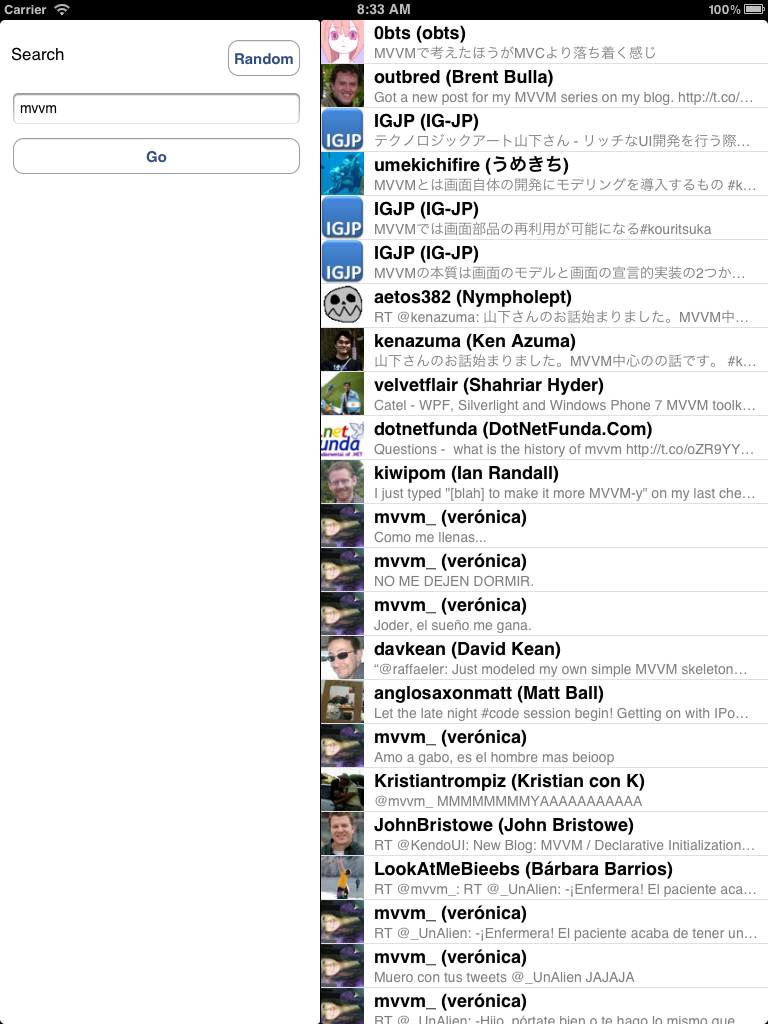 Carrier 8:33 AM 100%
Search
Random
mvvm
Go
0bts (obts)
MVVMで考えたほうがMVCより落ち着く感じ
outbred (Brent Bulla)
Got a new post for my MVVM series on my blog. http://t.co/…
IGJP
IGJP (IG-JP)
テクノロジックアート山下さん - リッチなUI開発を行う際…
umekichifire (うめきち)
MVVMとは画面自体の開発にモデリングを導入するもの #k…
IGJP
IGJP (IG-JP)
MVVMでは画面部品の再利用が可能になる#kouritsuka
IGJP
IGJP (IG-JP)
MVVMの本質は画面のモデルと画面の宣言的実装の2つか…
aetos382 (Nympholept)
RT @kenazuma: 山下さんのお話始まりました。MVVM中…
kenazuma (Ken Azuma)
山下さんのお話始まりました。MVVM中心のの話です。 #k…
velvetflair (Shahriar Hyder)
Catel - WPF, Silverlight and Windows Phone 7 MVVM toolk…
dotnetfunda (DotNetFunda.Com)
Questions -  what is the history of mvvm http://t.co/oZR9YY…
kiwipom (Ian Randall)
I just typed "[blah] to make it more MVVM-y" on my last che…
mvvm_ (verónica)
Como me llenas...
mvvm_ (verónica)
NO ME DEJEN DORMIR.
mvvm_ (verónica)
Joder, el sueño me gana.
davkean (David Kean)
“@raffaeler: Just modeled my own simple MVVM skeleton…
anglosaxonmatt (Matt Ball)
Let the late night #code session begin! Getting on with IPo…
mvvm_ (verónica)
Amo a gabo, es el hombre mas beioop
Kristiantrompiz (Kristian con K)
@mvvm_ MMMMMMMMYAAAAAAAAAAA
JohnBristowe (John Bristowe)
RT @KendoUI: New Blog: MVVM / Declarative Initialization…
LookAtMeBieebs (Bárbara Barrios)
RT @mvvm_: RT @_UnAlien: -¡Enfermera! El paciente aca…
mvvm_ (verónica)
RT @_UnAlien: -¡Enfermera! El paciente acaba de tener un…
mvvm_ (verónica)
Muero con tus tweets @_UnAlien JAJAJA
mvvm_ (verónica)
RT @_UnAlien: -Hijo, pórtate bien o te hago lo mismo que